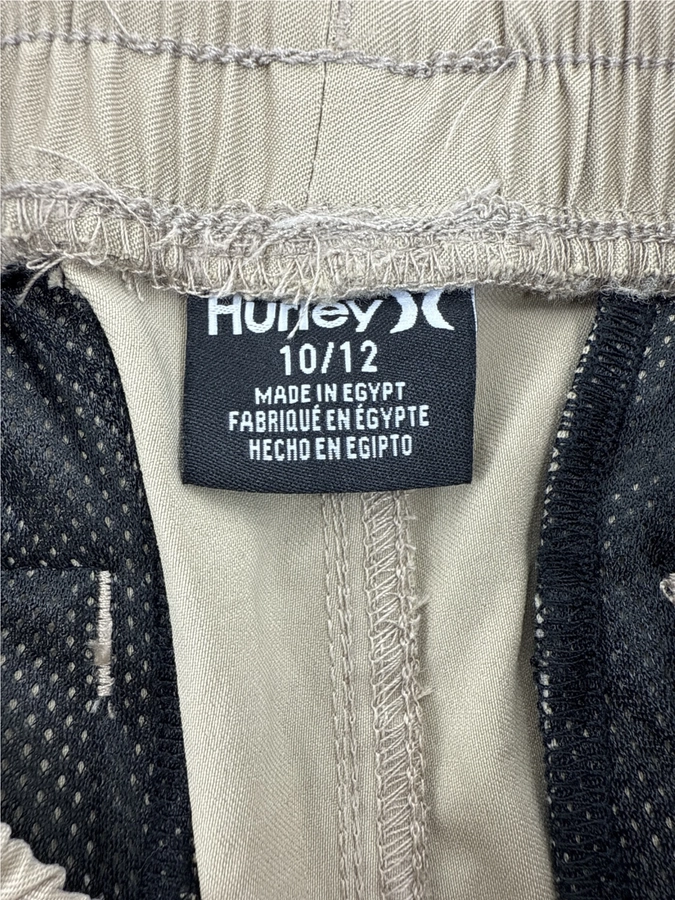 Hurley
10/12
MADE IN EGYPT
FABRIQUÉ EN ÉGYPTE
HECHO EN EGIPTO